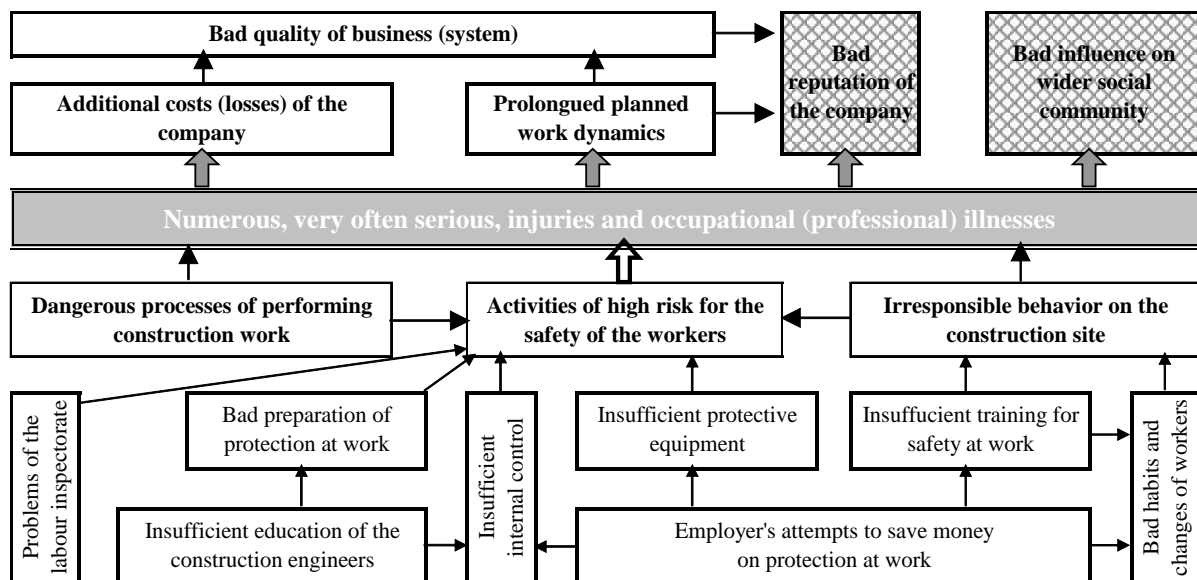 Bad quality of business (system)
Bad
reputation of
the company
Bad influence on
wider social
community
Additional costs (losses) of the
company
Prolongued planned
work dynamics
Numerous, very often serious, injuries and occupational (professional) illnesses
Dangerous processes of performing
construction work
Activities of high risk for the
safety of the workers
Irresponsible behavior on the
construction site
Problems of the
labour inspectorate
Bad preparation of
protection at work
Insufficient
internal control
Insufficient protective
equipment
Insuffucient training for
safety at work
Bad habits and
changes of workers
Insufficient education of the
construction engineers
Employer's attempts to save money
on protection at work